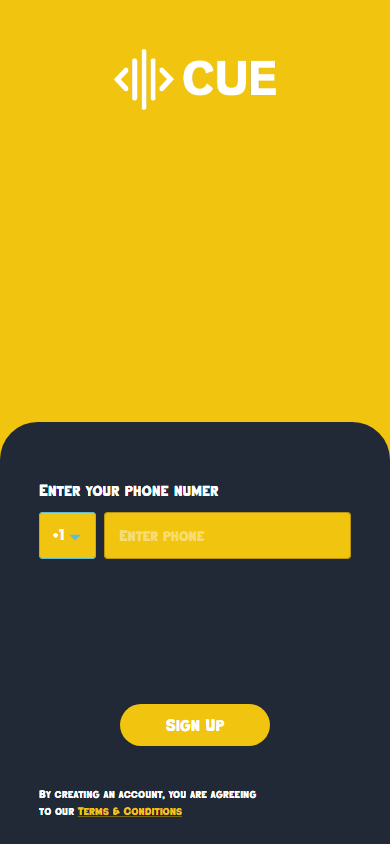 CUE
Enter your phone numer
+1
Enter phone
Sign Up
By creating an account, you are agreeing
to our Terms & Conditions